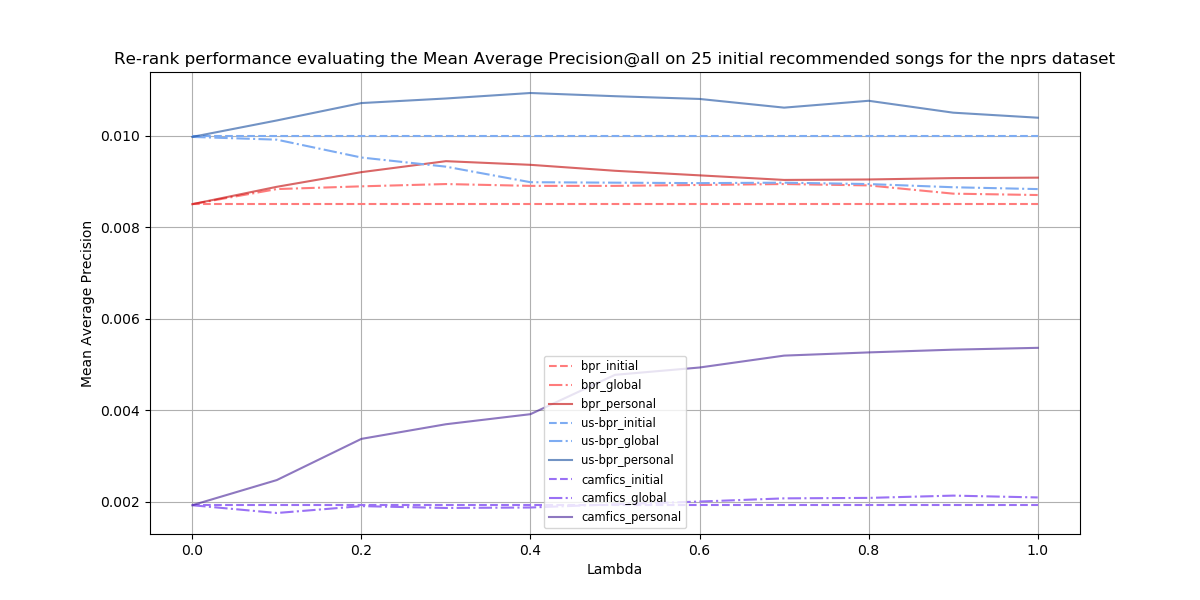 Re-rank performance evaluating the Mean Average Precision@all on 25 initial recommended songs for the nprs dataset
Mean Average Precision
0.010
0.008
0.006
0.004
0.002
bpr_initial
bpr_global
bpr_personal
us-bpr_initial
us-bpr_global
us-bpr_personal
camfics_initial
camfics_global
camfics_personal
0.0
0.2
0.4
0.6
0.8
1.0
Lambda